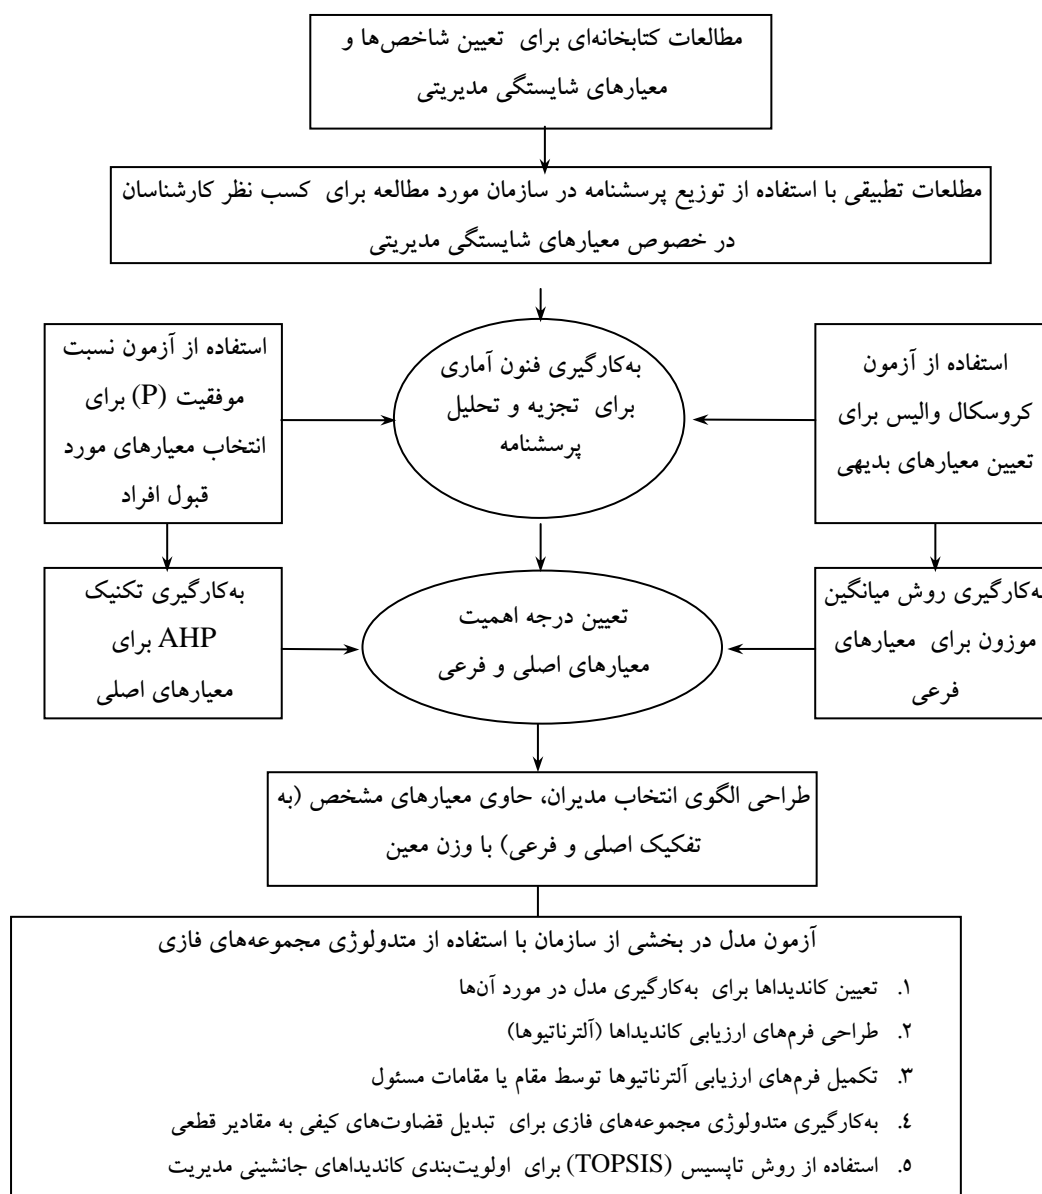 مطالعات کتابخانه‌ای برای تعیین شاخص‌ها و
معیارهای شایستگی مدیریتی
مطلعات تطبیقی با استفاده از توزیع پرسشنامه در سازمان مورد مطالعه برای کسب نظر کارشناسان
در خصوص معیارهای شایستگی مدیریتی
استفاده از آزمون
کروسکال والیس برای
تعیین معیارهای بدیهی
به‌کارگیری فنون آماری
برای تجزیه و تحلیل
پرسشنامه
استفاده از آزمون نسبت
موفقیت (P) برای
انتخاب معیارهای مورد
قبول افراد
به‌کارگیری روش میانگین
موزون برای معیارهای
فرعی
تعیین درجه اهمیت
معیارهای اصلی و فرعی
به‌کارگیری تکنیک
AHP برای
معیارهای اصلی
طراحی الگوی انتخاب مدیران، حاوی معیارهای مشخص (به
تفکیک اصلی و فرعی) با وزن معین
آزمون مدل در بخشی از سازمان با استفاده از متدولوژی مجموعه‌های فازی
۱. تعیین کاندیداها برای به‌کارگیری مدل در مورد آن‌ها
۲. طراحی فرم‌های ارزیابی کاندیداها (آلترناتیوها)
۳. تکمیل فرم‌های ارزیابی آلترناتیوها توسط مقام یا مقامات مسئول
٤. به‌کارگیری متدولوژی مجموعه‌های فازی برای تبدیل قضاوت‌های کیفی به مقادیر قطعی
٥. استفاده از روش تاپسیس (TOPSIS) برای اولویت‌بندی کاندیداهای جانشینی مدیریت